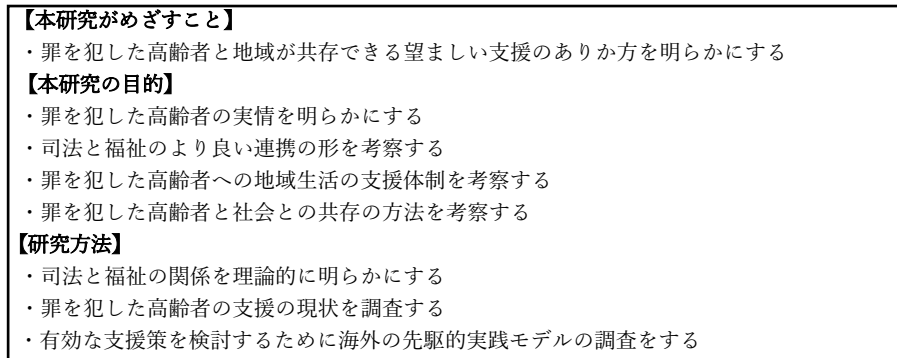 【本研究がめざすこと】
・罪を犯した高齢者と地域が共存できる望ましい支援のありか方を明らかにする
【本研究の目的】
・罪を犯した高齢者の実情を明らかにする
・司法と福祉のより良い連携の形を考察する
・罪を犯した高齢者への地域生活の支援体制を考察する
・罪を犯した高齢者と社会との共存の方法を考察する
【研究方法】
・司法と福祉の関係を理論的に明らかにする
・罪を犯した高齢者の支援の現状を調査する
・有効な支援策を検討するために海外の先駆的実践モデルの調査をする